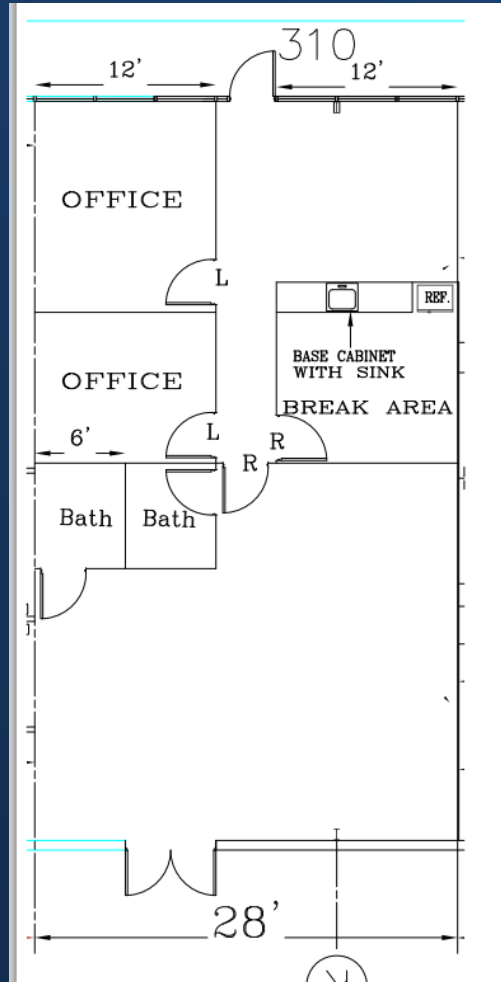 310
12'
12'
OFFICE
L
REF.
BASE CABINET
WITH SINK
OFFICE
BREAK AREA
6'
L
R
R
Bath
Bath
28'